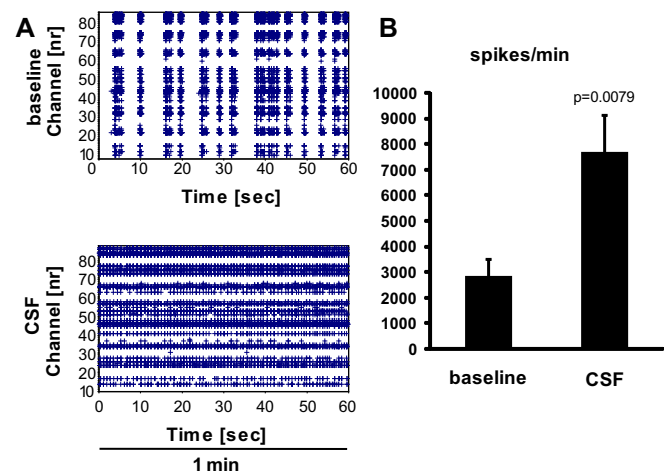 A
baseline
Channel [nr]
80
70
60
50
40
30
20
10
0 10 20 30 40 50 60
Time [sec]
CSF
Channel [nr]
80
70
60
50
40
30
20
10
0 10 20 30 40 50 60
Time [sec]
1 min
B
spikes/min
p=0.0079
10000
9000
8000
7000
6000
5000
4000
3000
2000
1000
0
baseline CSF